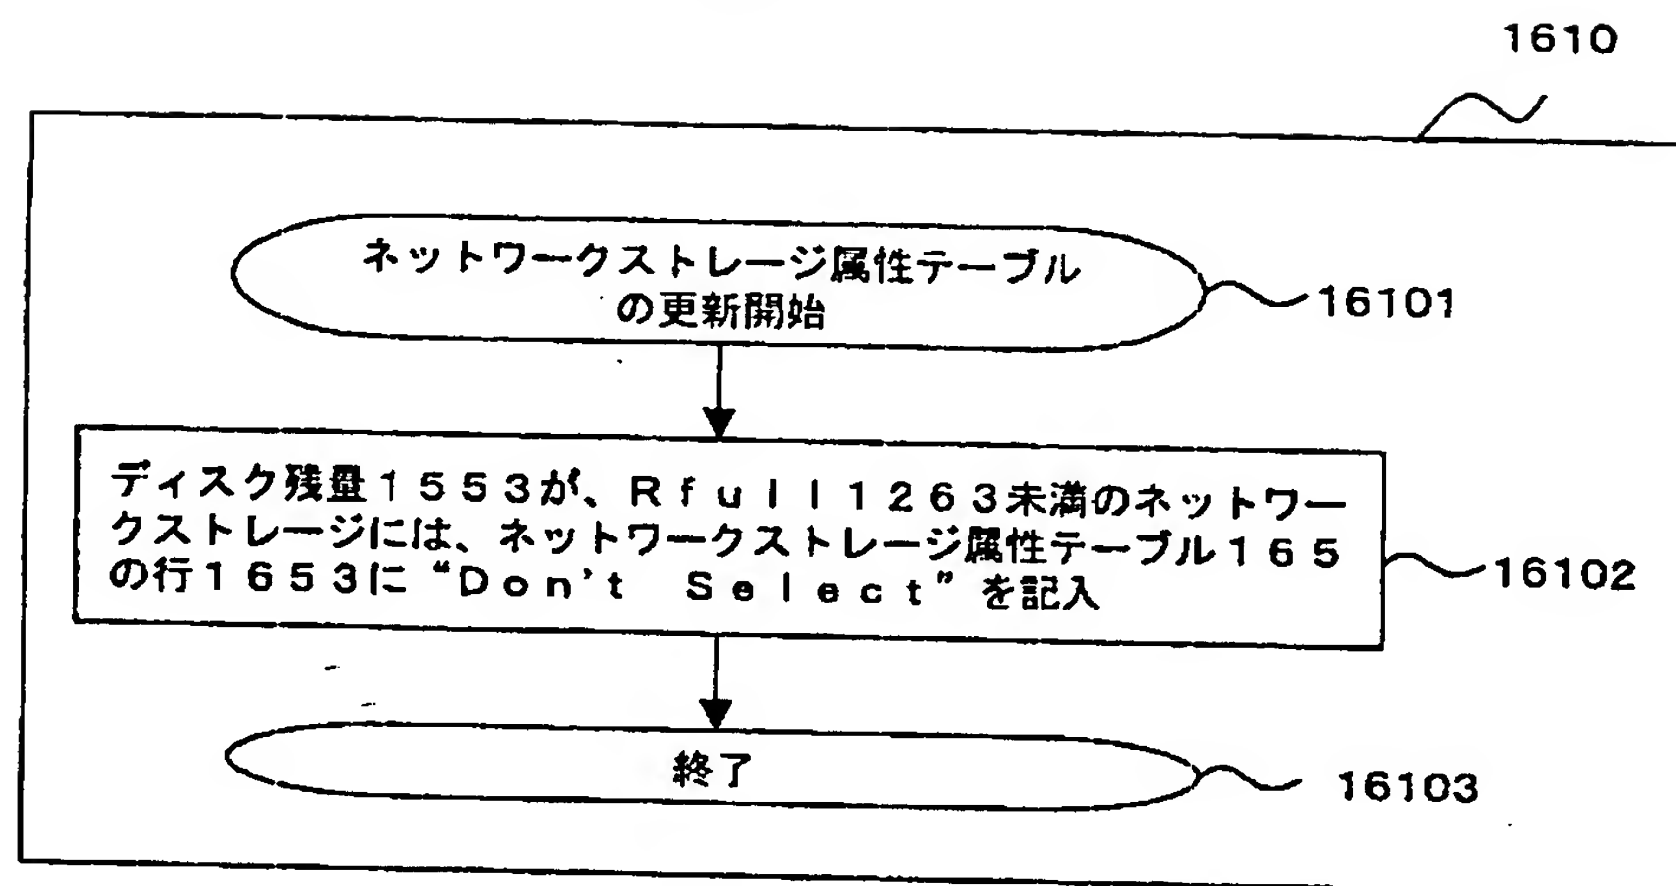 1610
ネットワークストレージ属性テーブル
の更新開始
16101
ディスク残量1553が、Rfull1263未満のネットワー
クストレージには、ネットワークストレージ属性テーブル165
の行1653に“Don't Select”を記入
16102
終了
16103